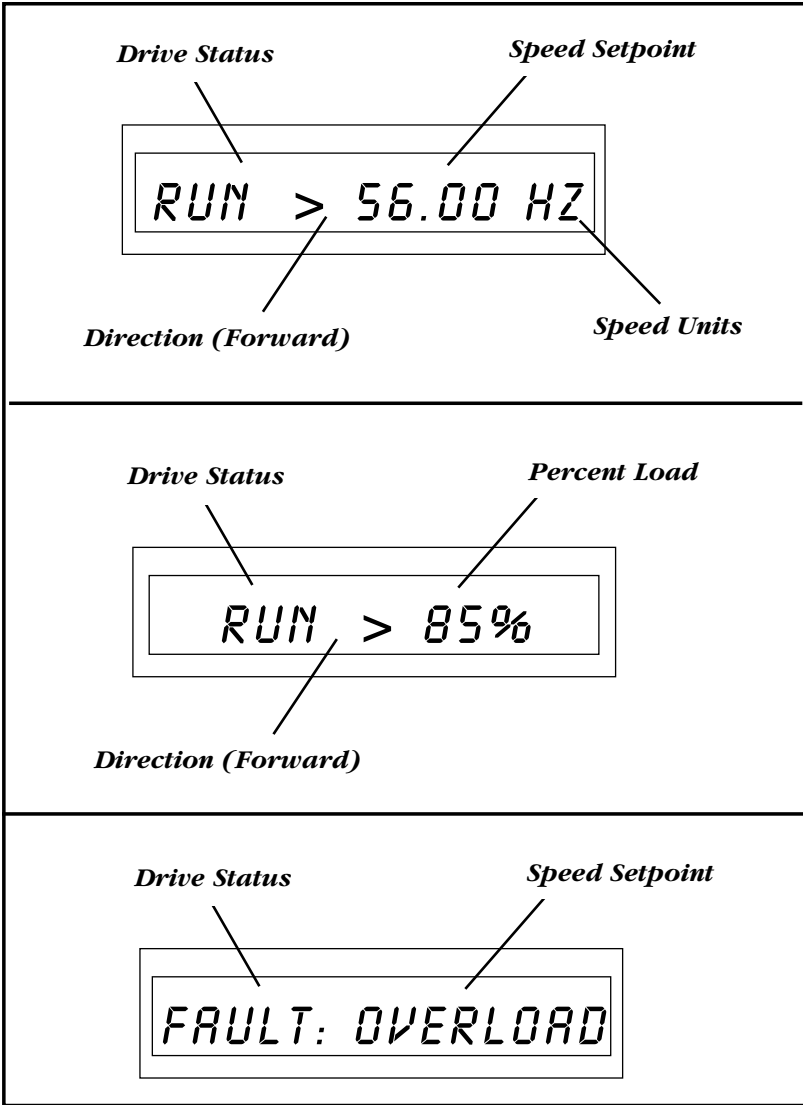 Drive Status Speed Setpoint
RUN > 56.00 HZ
Direction (Forward) Speed Units
Drive Status Percent Load
RUN > 85%
Direction (Forward)
Drive Status Speed Setpoint
FAULT: OVERLOAD